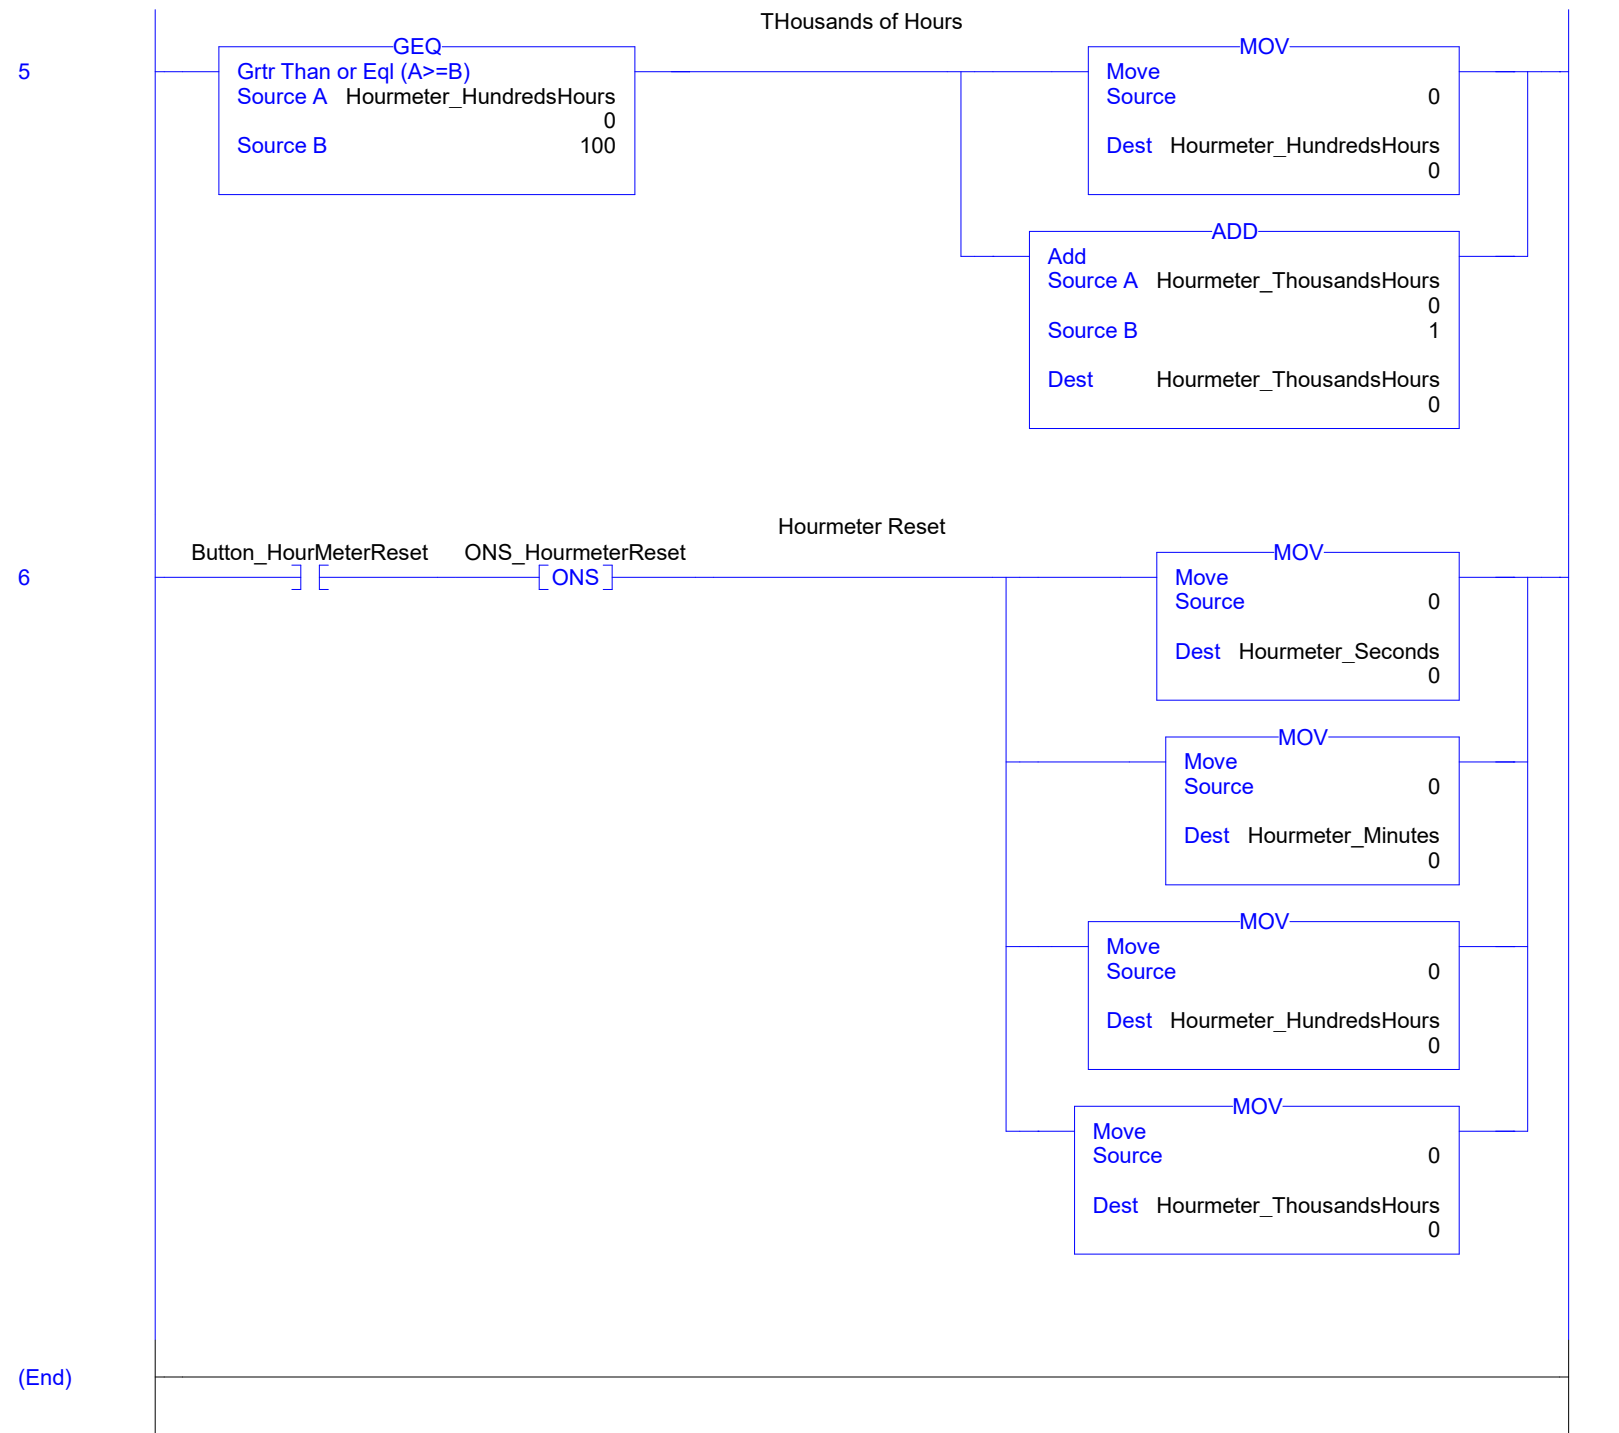 THousands of Hours
5
GEQ
Grtr Than or Eql (A>=B)
Source A Hourmeter_HundredsHours
0
Source B 100
MOV
Move
Source 0
Dest Hourmeter_HundredsHours
0
ADD
Add
Source A Hourmeter_ThousandsHours
0
Source B 1
Dest Hourmeter_ThousandsHours
0
Hourmeter Reset
6
Button_HourMeterReset
ONS_HourmeterReset
ONS
MOV
Move
Source 0
Dest Hourmeter_Seconds
0
MOV
Move
Source 0
Dest Hourmeter_Minutes
0
MOV
Move
Source 0
Dest Hourmeter_HundredsHours
0
MOV
Move
Source 0
Dest Hourmeter_ThousandsHours
0
(End)